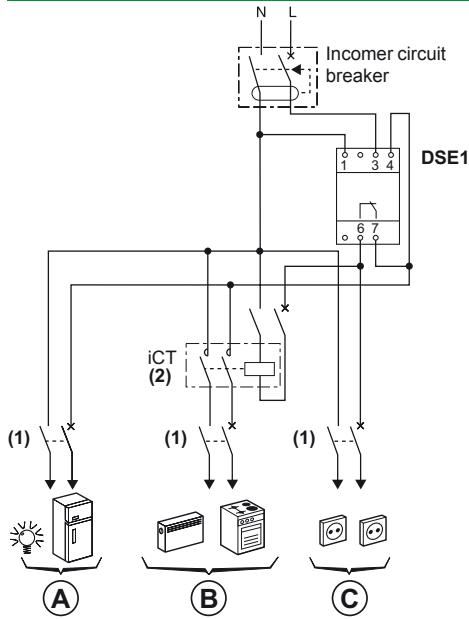 N L
Incomer circuit
breaker
DSE1
1 3 4
6 7
iCT
(2)
(1) (1) (1)
A B C